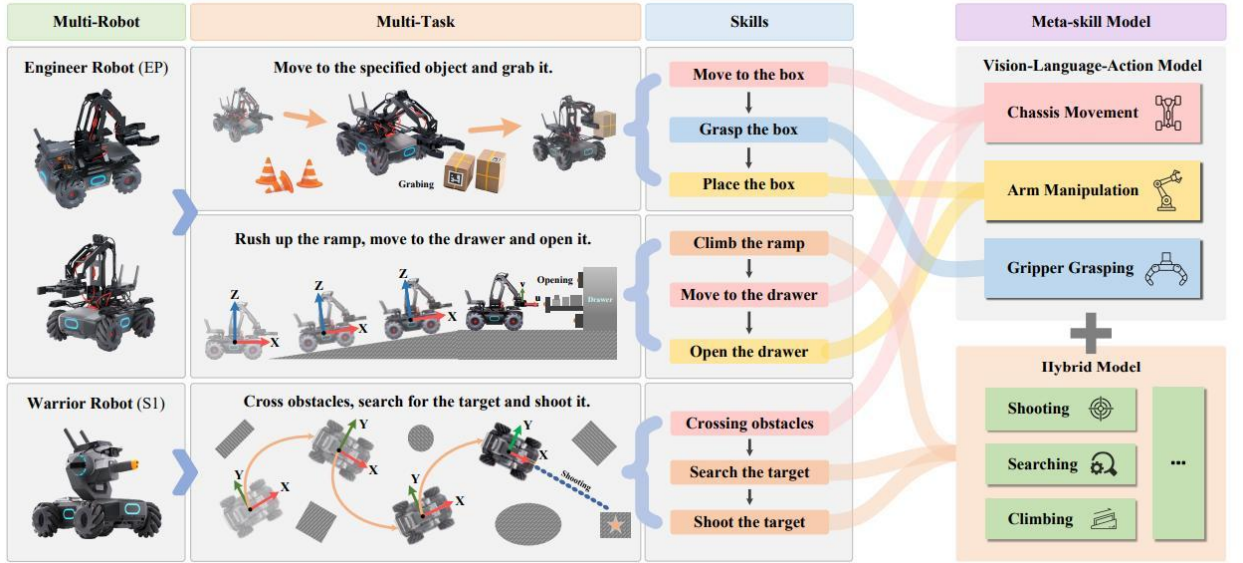 Multi-Robot
Multi-Task
Skills
Meta-skill Model
Engineer Robot (EP)
Move to the specified object and grab it.
Grabing
Move to the box
Grasp the box
Place the box
Vision-Language-Action Model
Chassis Movement
Arm Manipulation
Gripper Grasping
Rush up the ramp, move to the drawer and open it.
Z
X
Z
X
Z
X
Y
Opening
Drawer
Climb the ramp
Move to the drawer
Open the drawer
Hybrid Model
Shooting
Searching
Climbing
...
Warrior Robot (S1)
Cross obstacles, search for the target and shoot it.
Y
X
Y
X
Y
X
Y
X
Shooting
Crossing obstacles
Search the target
Shoot the target